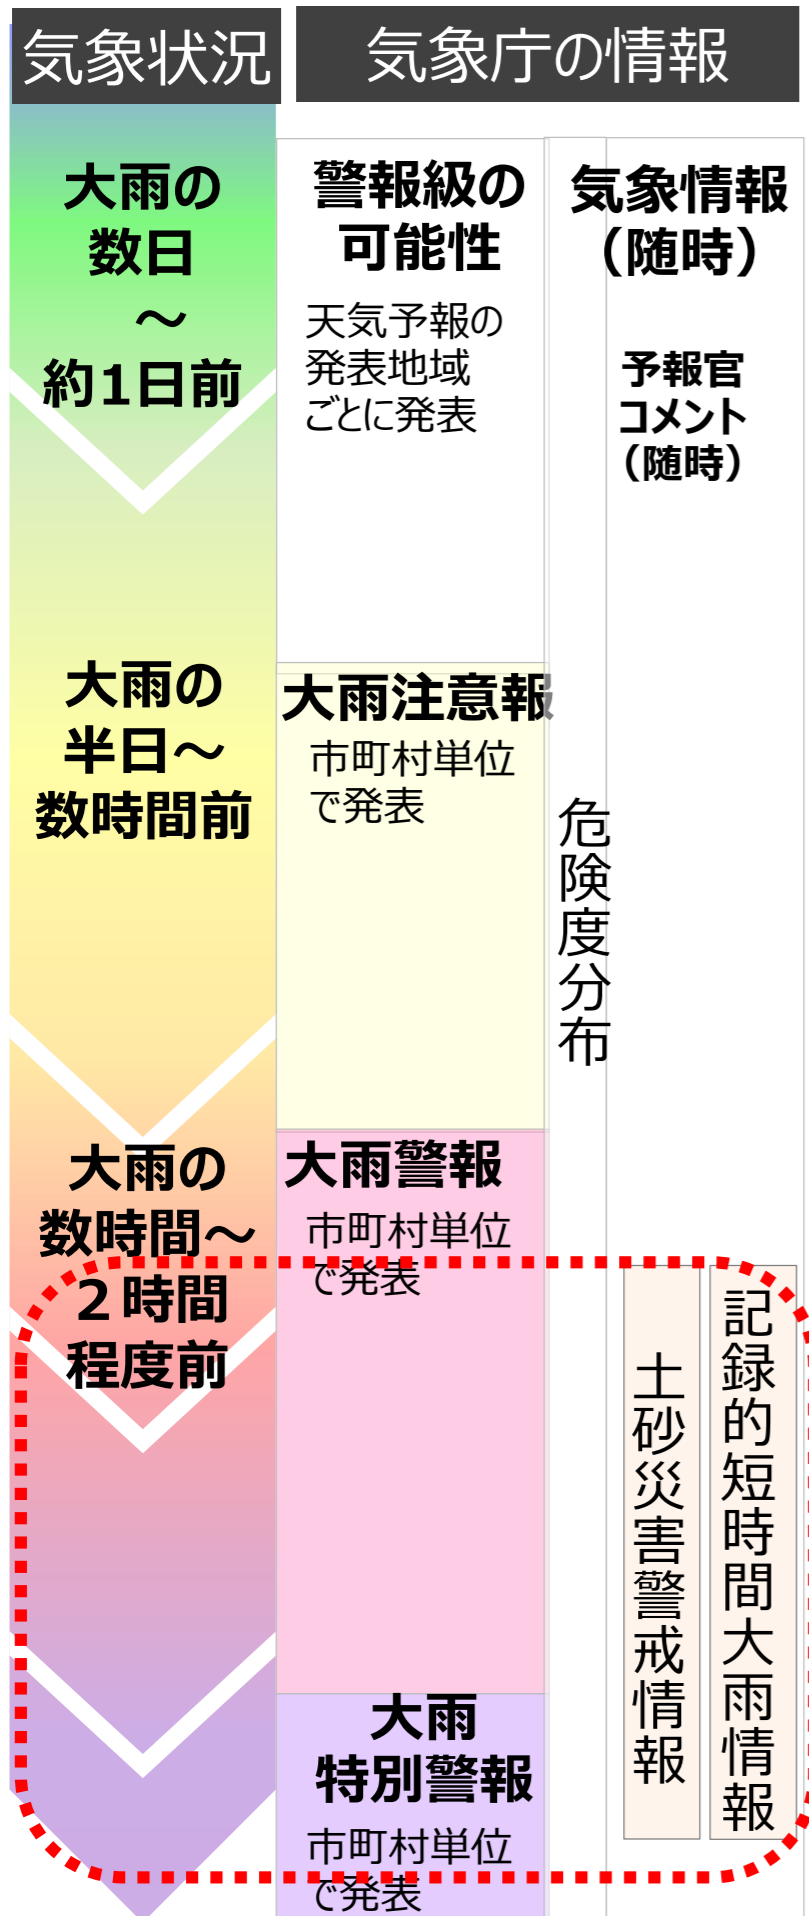 気象状況
気象庁の情報
大雨の
数日
～
約1日前
警報級の
可能性
天気予報の
発表地域
ごとに発表
気象情報
（随時）
予報官
コメント
（随時）
大雨の
半日～
数時間前
大雨注意報
市町村単位
で発表
危険度分布
大雨の
数時間～
２時間
程度前
大雨警報
市町村単位
で発表
土砂災害警戒情報
記録的短時間大雨情報
大雨
特別警報
市町村単位
で発表